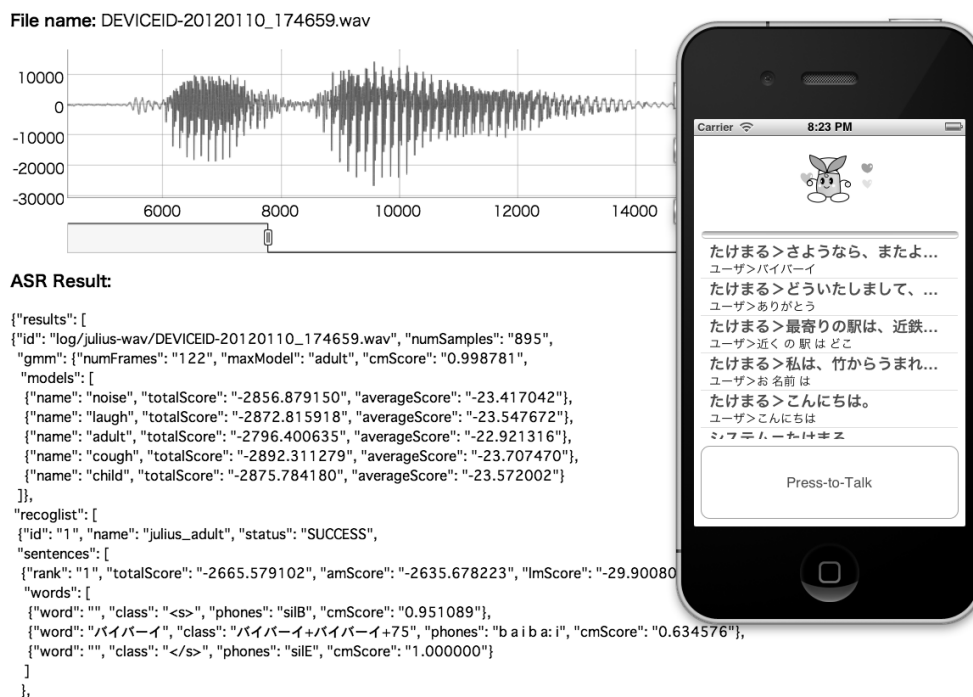 File name: DEVICEID-20120110_174659.wav
10000
0
-10000
-20000
-30000
6000 8000 10000 12000 14000
ASR Result:
{"results": [
{"id": "log/julius-wav/DEVICEID-20120110_174659.wav", "numSamples": "895",
"gmm": {"numFrames": "122", "maxModel": "adult", "cmScore": "0.998781",
"models": [
{"name": "noise", "totalScore": "-2856.879150", "averageScore": "-23.417042"},
{"name": "laugh", "totalScore": "-2872.815918", "averageScore": "-23.547672"},
{"name": "adult", "totalScore": "-2796.400635", "averageScore": "-22.921316"},
{"name": "cough", "totalScore": "-2892.311279", "averageScore": "-23.707470"},
{"name": "child", "totalScore": "-2875.784180", "averageScore": "-23.572002"}
]},
"recoglist": [
{"id": "1", "name": "julius_adult", "status": "SUCCESS",
"sentences": [
{"rank": "1", "totalScore": "-2665.579102", "amScore": "-2635.678223", "lmScore": "-29.90080
"words": [
{"word": "", "class": "<s>", "phones": "silB", "cmScore": "0.951089"},
{"word": "バイバーイ", "class": "バイバーイ+バイバーイ+75", "phones": "b a i b a: i", "cmScore": "0.634576"},
{"word": "", "class": "</s>", "phones": "silE", "cmScore": "1.000000"}
]
},
Carrier 8:23 PM
たけまる＞さようなら、またよ...
ユーザ＞バイバーイ
たけまる＞どういたしまして、...
ユーザ＞ありがとう
たけまる＞最寄りの駅は、近鉄...
ユーザ＞近く の 駅 は どこ
たけまる＞私は、竹からうまれ...
ユーザ＞お 名前 は
たけまる＞こんにちは。
ユーザ＞こんにちは
システム－たけまる
Press-to-Talk